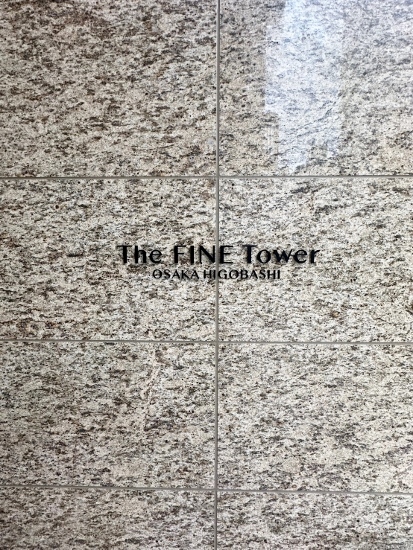 The FINE Tower
OSAKA HIGOBASHI